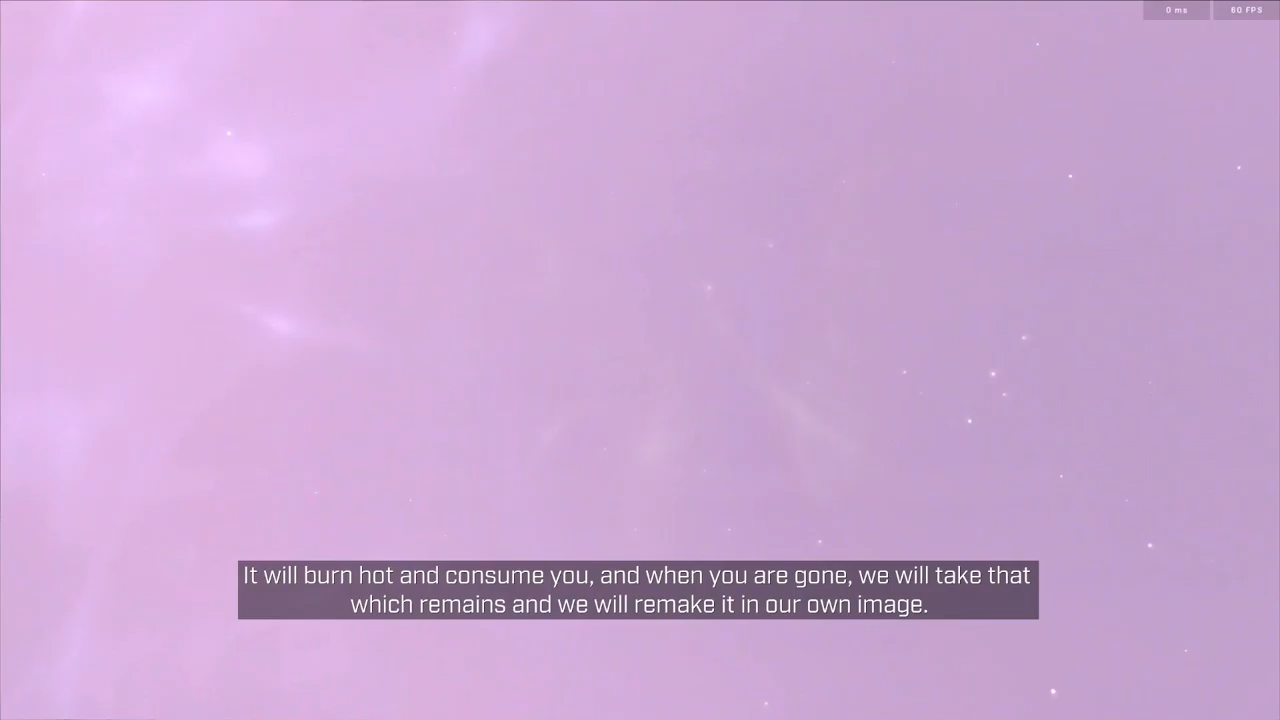 0 ms 60 FPS
It will burn hot and consume you, and when you are gone, we will take that
which remains and we will remake it in our own image.